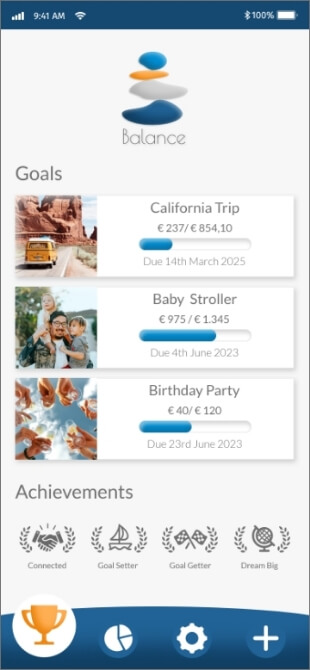 9:41 AM
100%
Balance
Goals
California Trip
€ 237/ € 854,10
Due 14th March 2025
Baby Stroller
€ 975 / € 1.345
Due 4th June 2023
Birthday Party
€ 40/ € 120
Due 23rd June 2023
Achievements
Connected
Goal Setter
Goal Getter
Dream Big